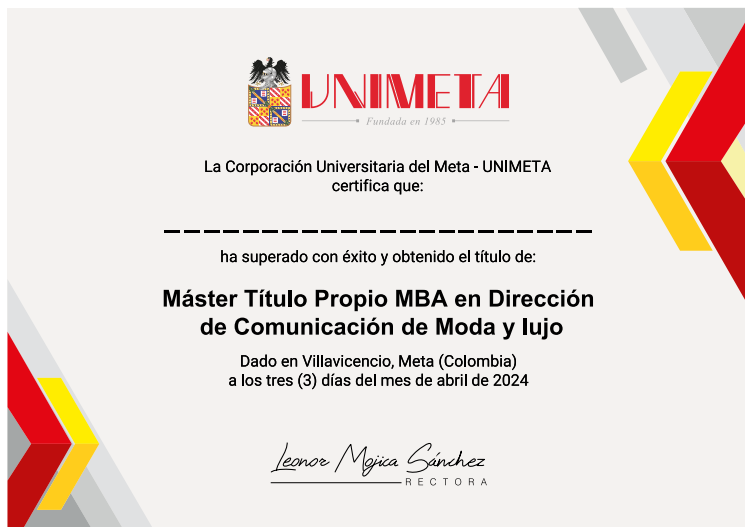 UNIMETA
Fundada en 1985
La Corporación Universitaria del Meta - UNIMETA
certifica que:
ha superado con éxito y obtenido el título de:
Máster Título Propio MBA en Dirección
de Comunicación de Moda y lujo
Dado en Villavicencio, Meta (Colombia)
a los tres (3) días del mes de abril de 2024
Leonor Mojica Sánchez
RECTORA